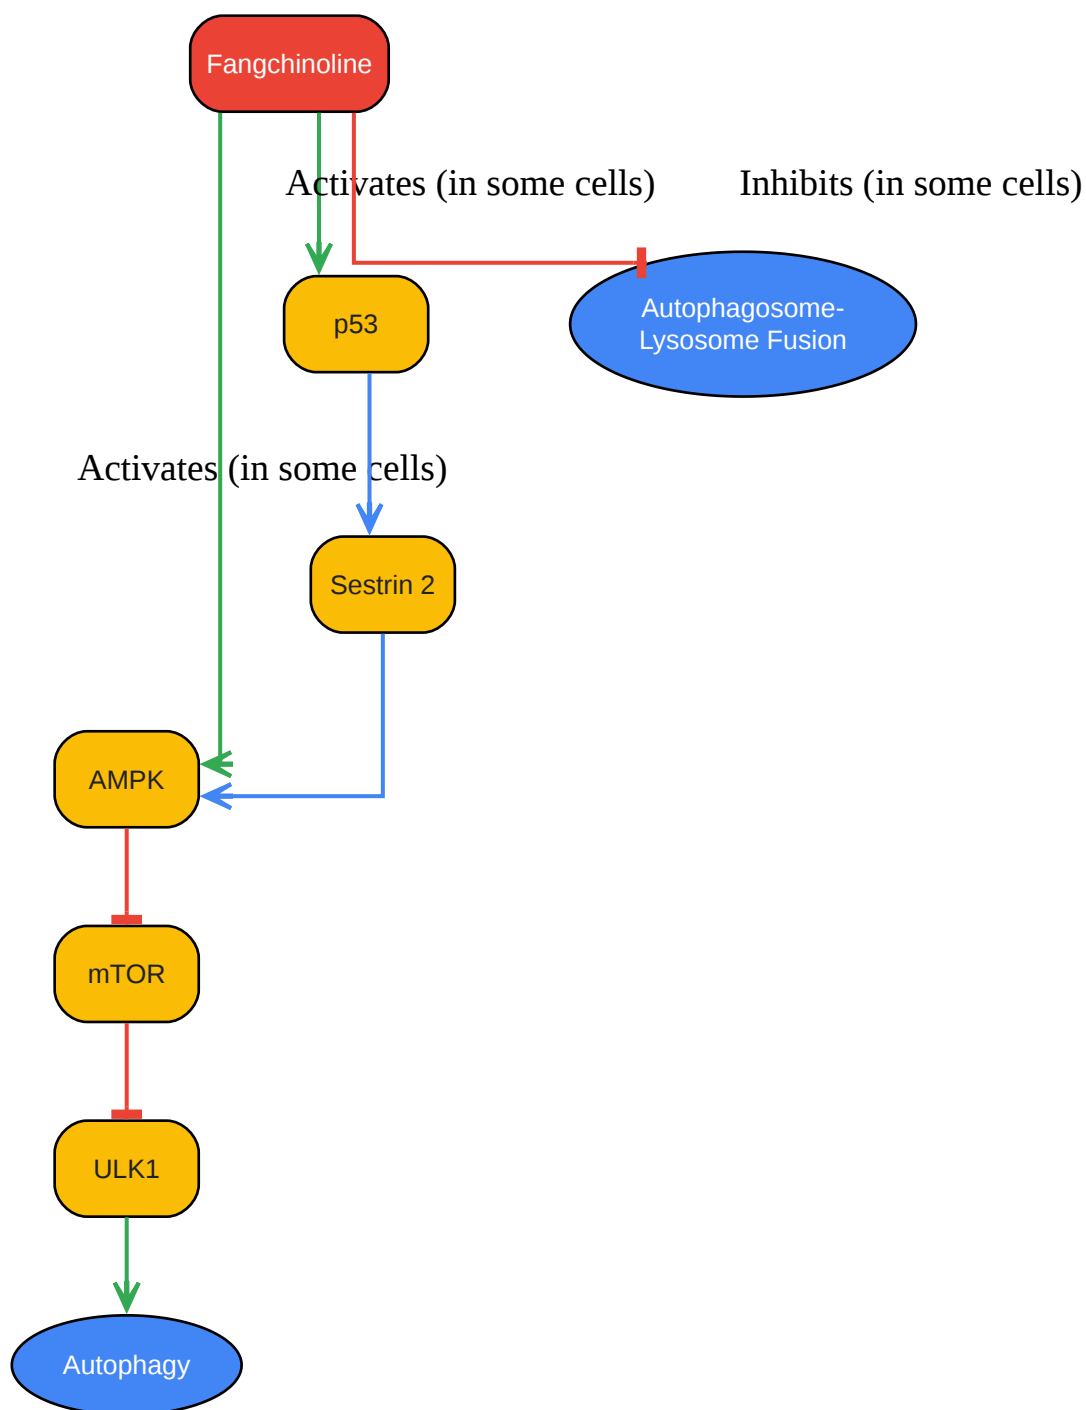 Fangchinoline
Activates (in some cells)
Inhibits (in some cells)
p53
Autophagosome-
Lysosome Fusion
Activates (in some cells)
Sestrin 2
AMPK
mTOR
ULK1
Autophagy